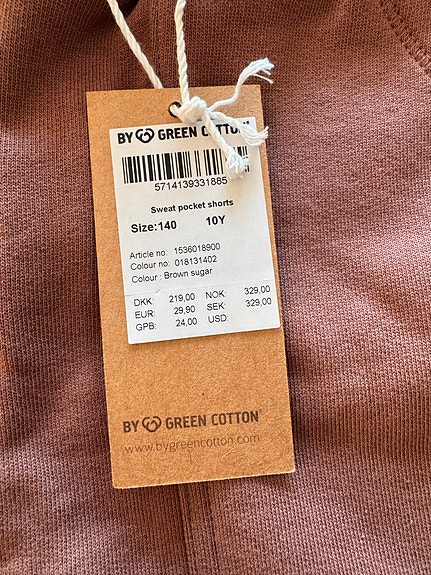 BY GREEN COTTON
5714139331885
Sweat pocket shorts
Size:140 10Y
Article no. 1536018900
Colour no: 018131402
Colour : Brown sugar
DKK: 219,00 NOK: 329,00
EUR: 29,90 SEK: 329,00
GPB: 24,00 USD:
BY GREEN COTTON
www.bygreencotton.com